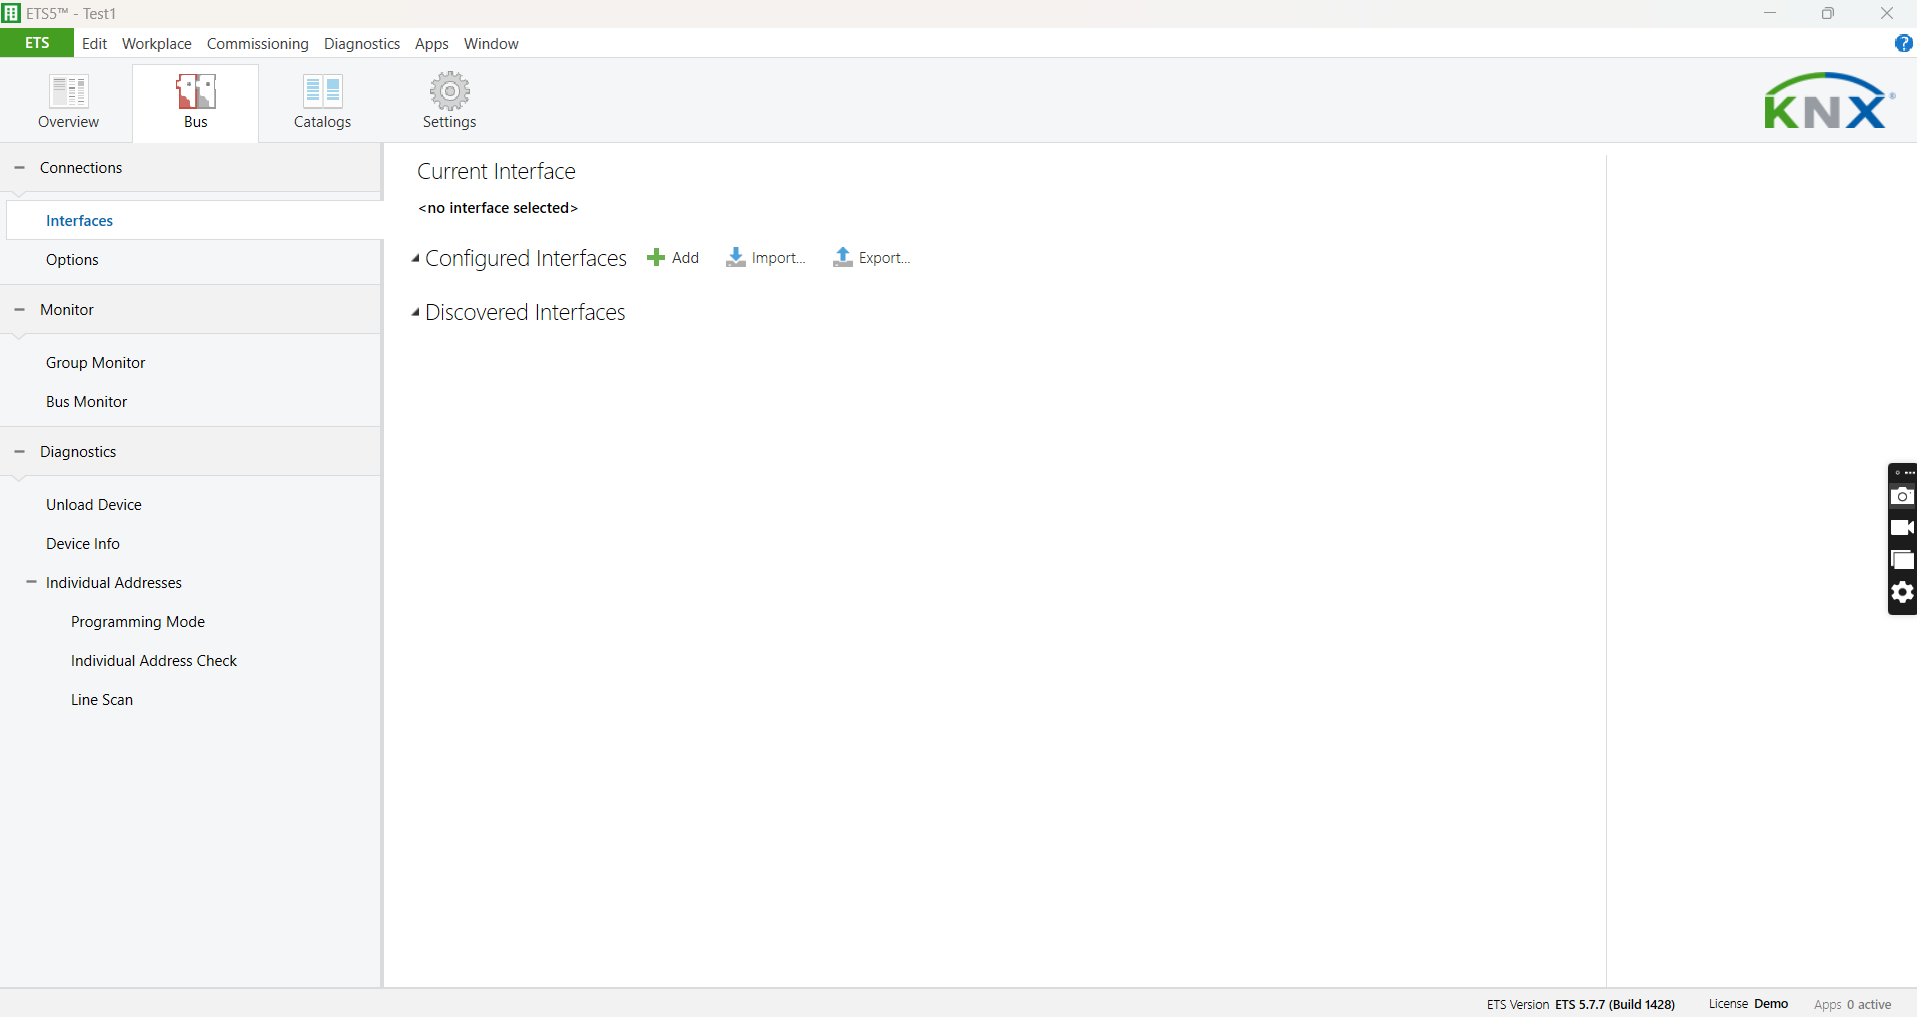 ETS5™ - Test1
ETS Edit Workplace Commissioning Diagnostics Apps Window ?
Overview Bus Catalogs Settings
KNX®
Connections
Interfaces
Options
Monitor
Group Monitor
Bus Monitor
Diagnostics
Unload Device
Device Info
Individual Addresses
Programming Mode
Individual Address Check
Line Scan
Current Interface
<no interface selected>
Configured Interfaces Add Import... Export...
Discovered Interfaces
ETS Version ETS 5.7.7 (Build 1428) License Demo Apps 0 active